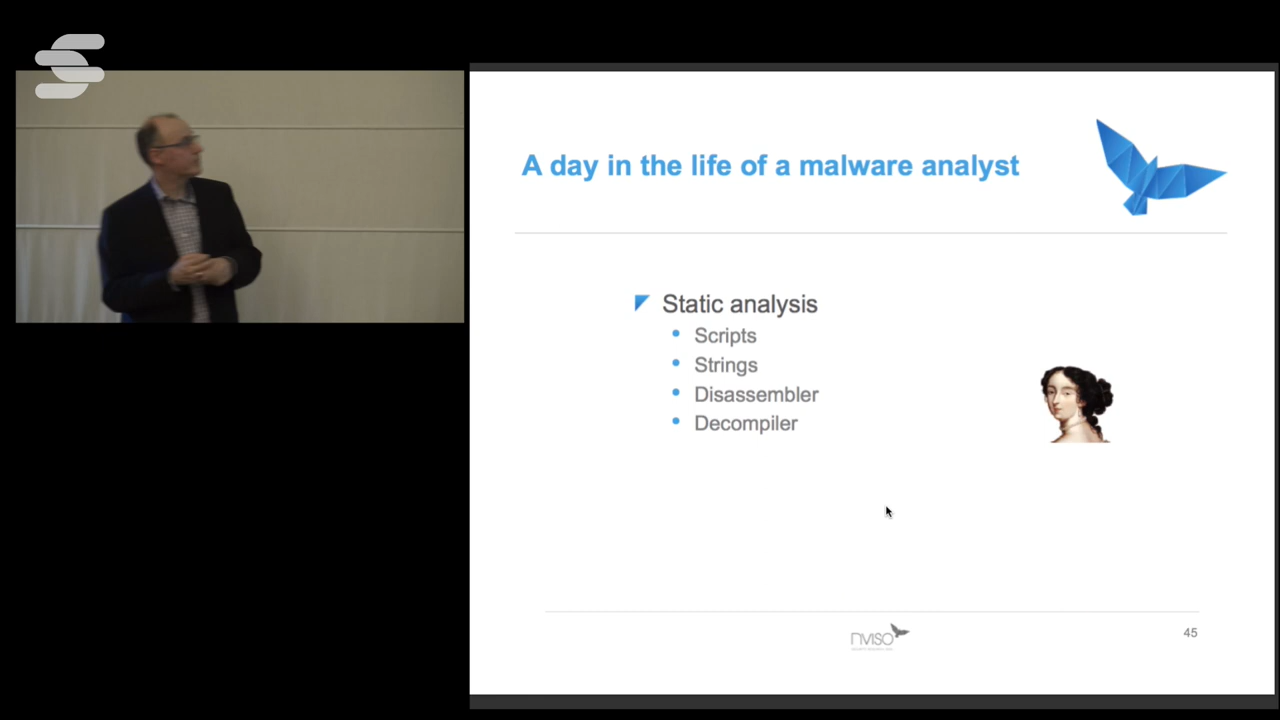 A day in the life of a malware analyst
Static analysis
Scripts
Strings
Disassembler
Decompiler
NVISO
45